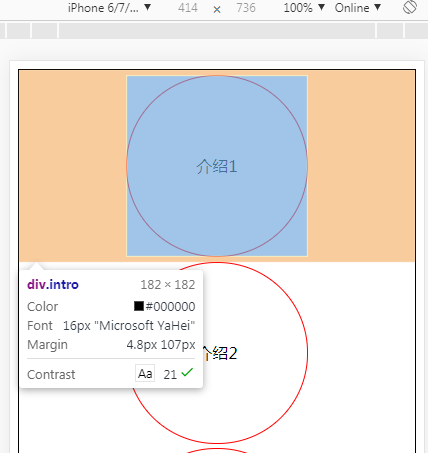 iPhone 6/7/... ▼ 414 × 736 100% ▼ Online ▼
介绍1
div.intro 182 × 182
Color #000000
Font 16px "Microsoft YaHei"
Margin 4.8px 107px
Contrast Aa 21
介绍2